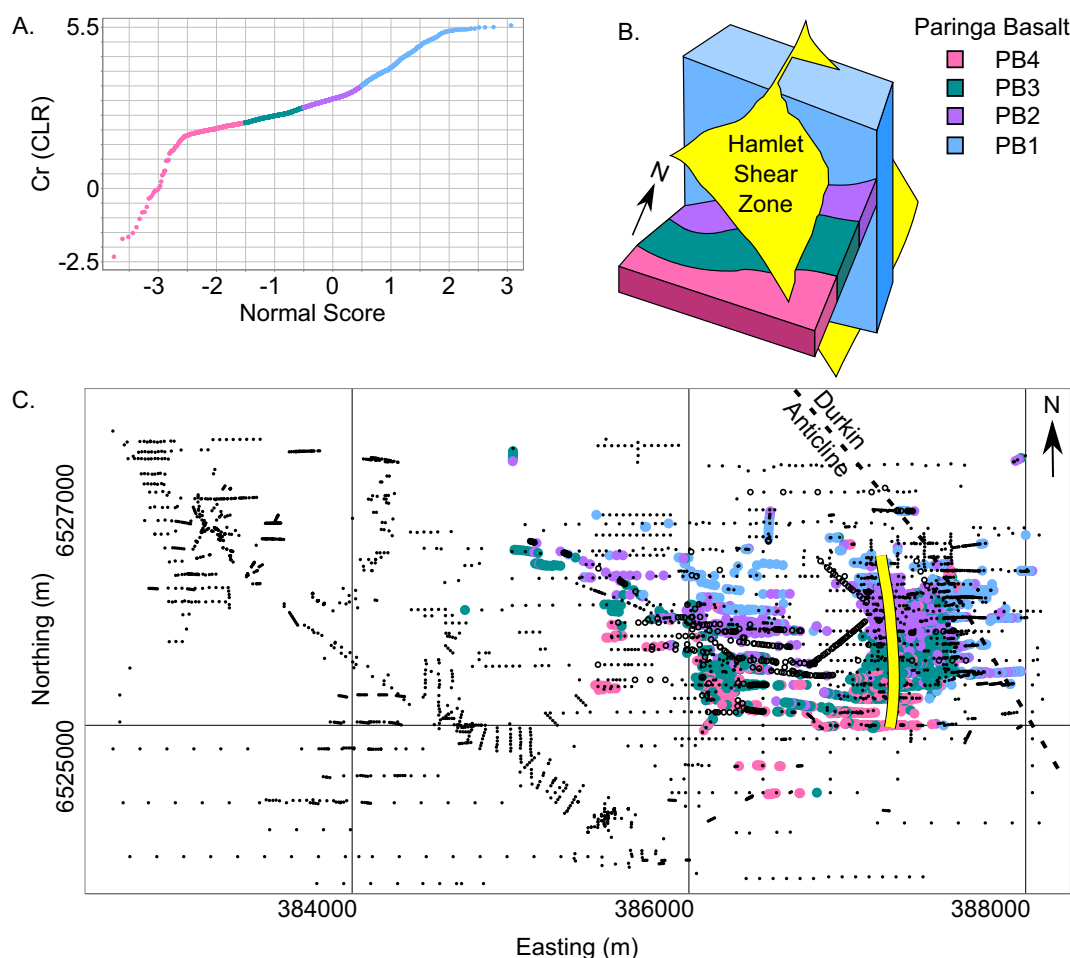 A.
5.5
0
-2.5
Cr (CLR)
-3 -2 -1 0 1 2 3
Normal Score
B.
N
Hamlet
Shear
Zone
Paringa Basalt
PB4
PB3
PB2
PB1
C.
Durkin
Anticline
N
6527000
6525000
Northing (m)
384000 386000 388000
Easting (m)